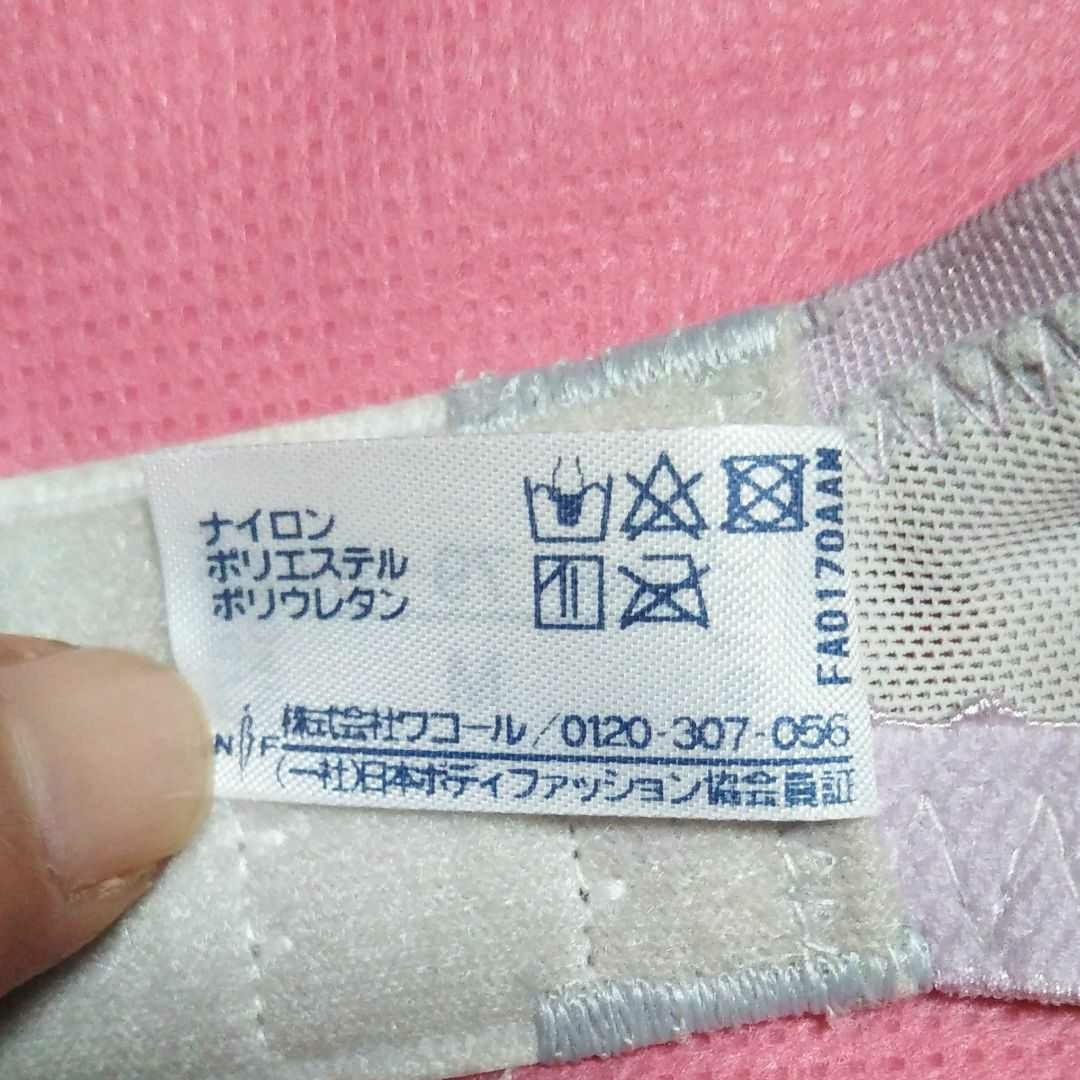 ナイロン
ポリエステル
ポリウレタン
FA0170AAM
N F
株式会社ワコール/0120-307-056
(一社)日本ボディファッション協会員証